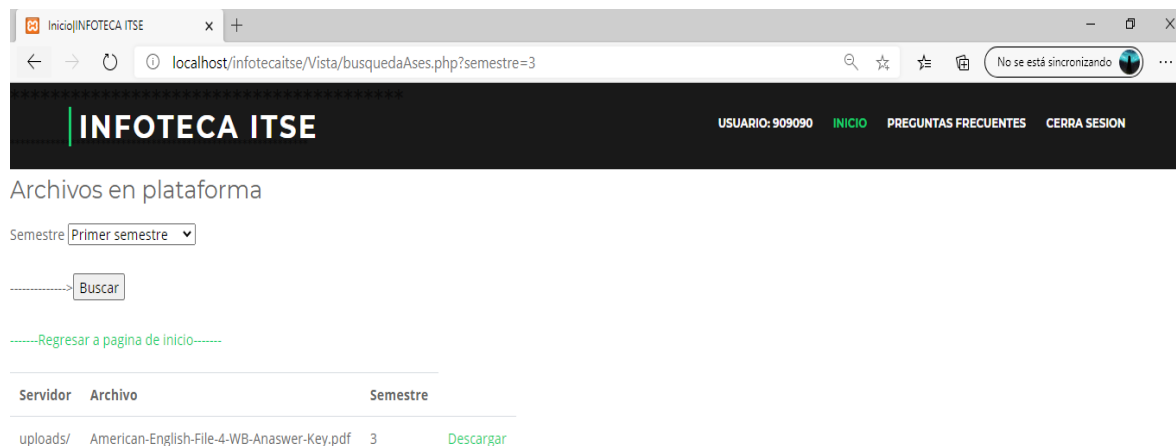 Inicio|INFOTECA ITSE
localhost/infotecaitse/Vista/busquedaAses.php?semestre=3
No se está sincronizando
****************************************
INFOTECA ITSE
USUARIO: 909090 INICIO PREGUNTAS FRECUENTES CERRA SESION
Archivos en plataforma
Semestre Primer semestre
--------------> Buscar
-------Regresar a pagina de inicio-------
Servidor Archivo Semestre
uploads/ American-English-File-4-WB-Anaswer-Key.pdf 3 Descargar